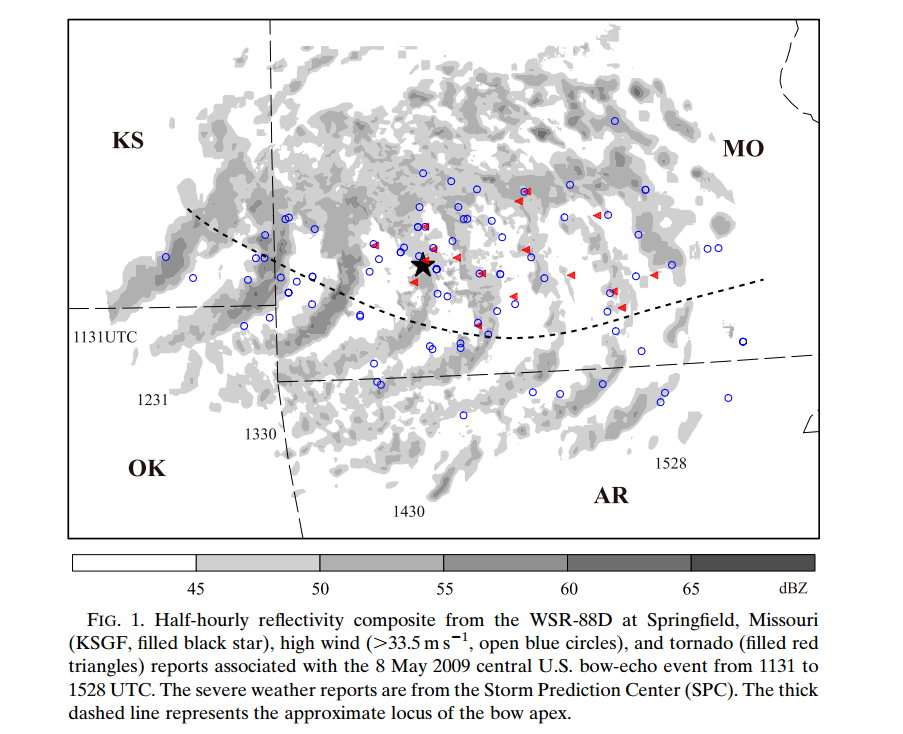 KS
MO
1131UTC
1231
1330
OK
1528
AR
1430
45 50 55 60 65 dBZ
FIG. 1. Half-hourly reflectivity composite from the WSR-88D at Springfield, Missouri
(KSGF, filled black star), high wind (>33.5 m s⁻¹, open blue circles), and tornado (filled red
triangles) reports associated with the 8 May 2009 central U.S. bow-echo event from 1131 to
1528 UTC. The severe weather reports are from the Storm Prediction Center (SPC). The thick
dashed line represents the approximate locus of the bow apex.